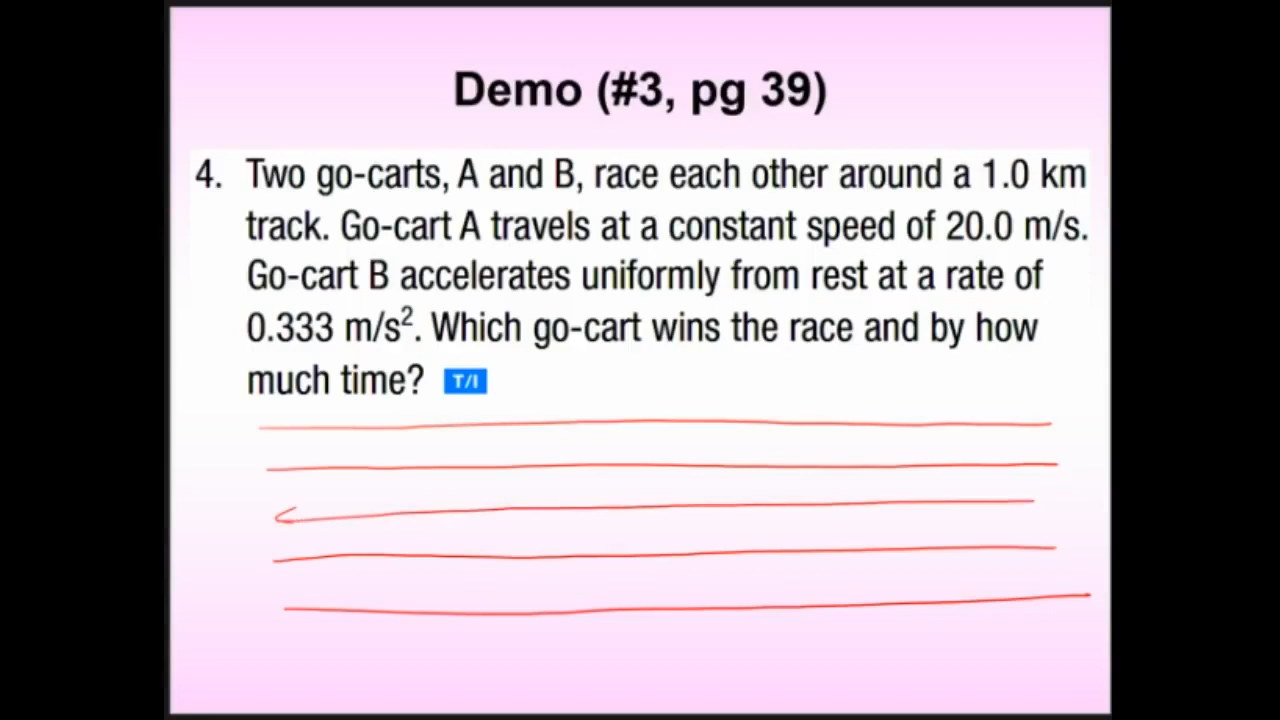 Demo (#3, pg 39)
4. Two go-carts, A and B, race each other around a 1.0 km
track. Go-cart A travels at a constant speed of 20.0 m/s.
Go-cart B accelerates uniformly from rest at a rate of
0.333 m/s². Which go-cart wins the race and by how
much time? T/I